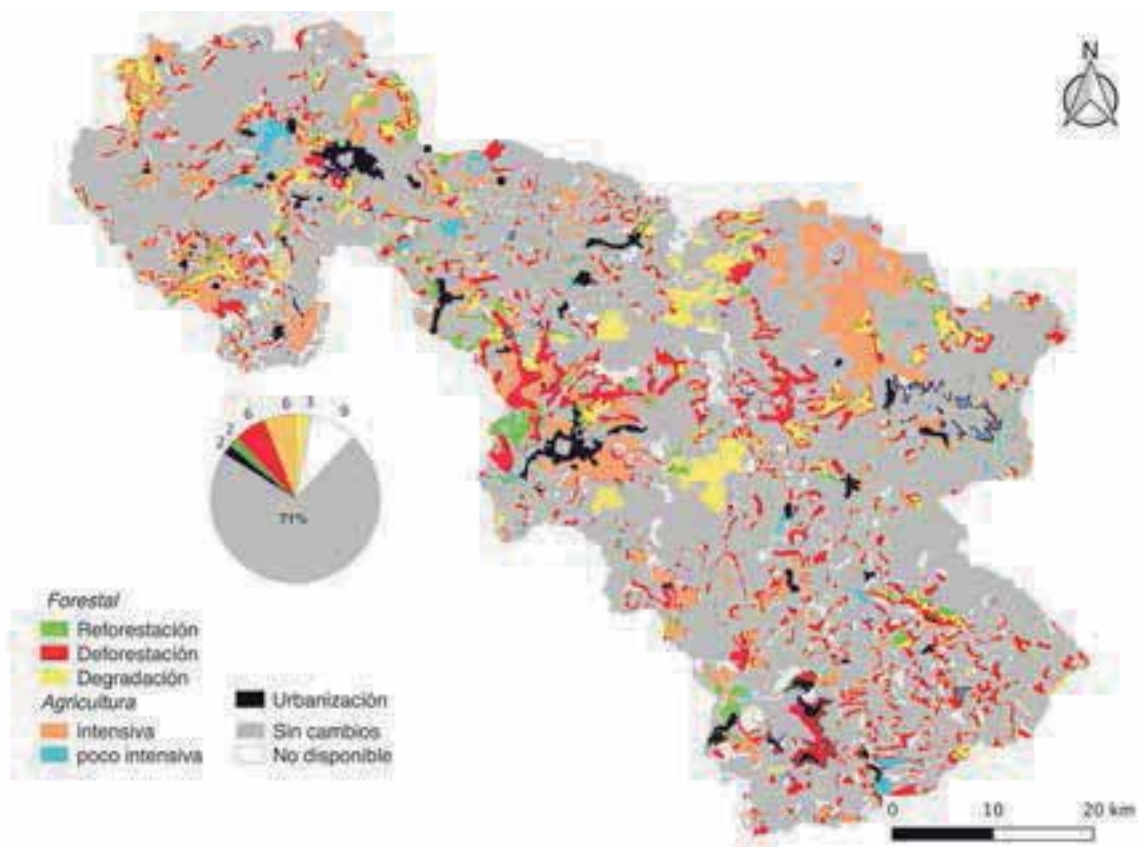 N
2 2 6 6 3 9
71%
Forestal
Reforestación
Deforestación
Degradación
Agricultura
intensiva
poco intensiva
Urbanización
Sin cambios
No disponible
0 10 20 km